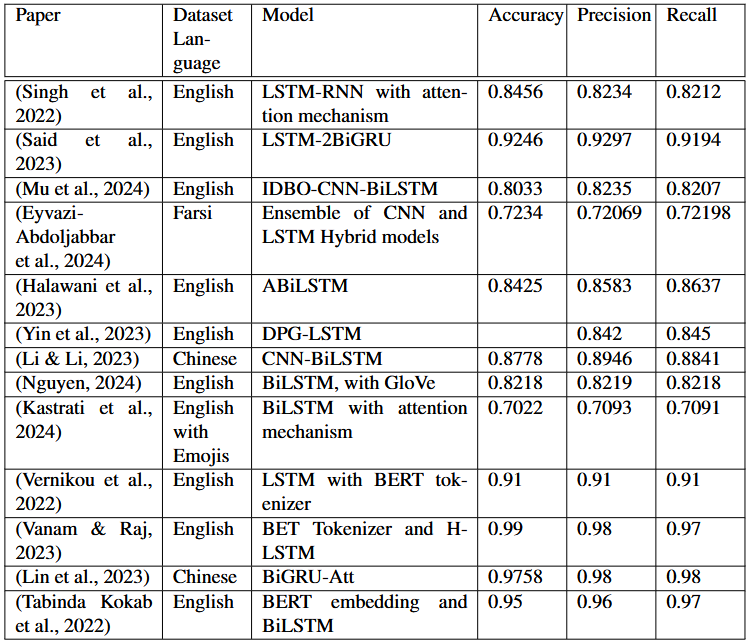 Paper Dataset Lan-guage Model Accuracy Precision Recall
(Singh et al., 2022) English LSTM-RNN with atten-tion mechanism 0.8456 0.8234 0.8212
(Said et al., 2023) English LSTM-2BiGRU 0.9246 0.9297 0.9194
(Mu et al., 2024) English IDBO-CNN-BiLSTM 0.8033 0.8235 0.8207
(Eyvazi-Abdoljabbar et al., 2024) Farsi Ensemble of CNN and LSTM Hybrid models 0.7234 0.72069 0.72198
(Halawani et al., 2023) English ABiLSTM 0.8425 0.8583 0.8637
(Yin et al., 2023) English DPG-LSTM 0.842 0.845
(Li & Li, 2023) Chinese CNN-BiLSTM 0.8778 0.8946 0.8841
(Nguyen, 2024) English BiLSTM, with GloVe 0.8218 0.8219 0.8218
(Kastrati et al., 2024) English with Emojis BiLSTM with attention mechanism 0.7022 0.7093 0.7091
(Vernikou et al., 2022) English LSTM with BERT tok-enizer 0.91 0.91 0.91
(Vanam & Raj, 2023) English BET Tokenizer and H-LSTM 0.99 0.98 0.97
(Lin et al., 2023) Chinese BiGRU-Att 0.9758 0.98 0.98
(Tabinda Kokab et al., 2022) English BERT embedding and BiLSTM 0.95 0.96 0.97